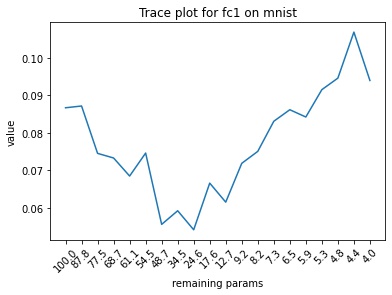 Trace plot for fc1 on mnist
0.10
0.09
0.08
0.07
0.06
value
100.0 87.8 77.5 68.7 61.1 54.5 48.7 34.5 24.6 17.6 12.7 9.2 8.2 7.3 6.5 5.9 5.3 4.8 4.4 4.0
remaining params